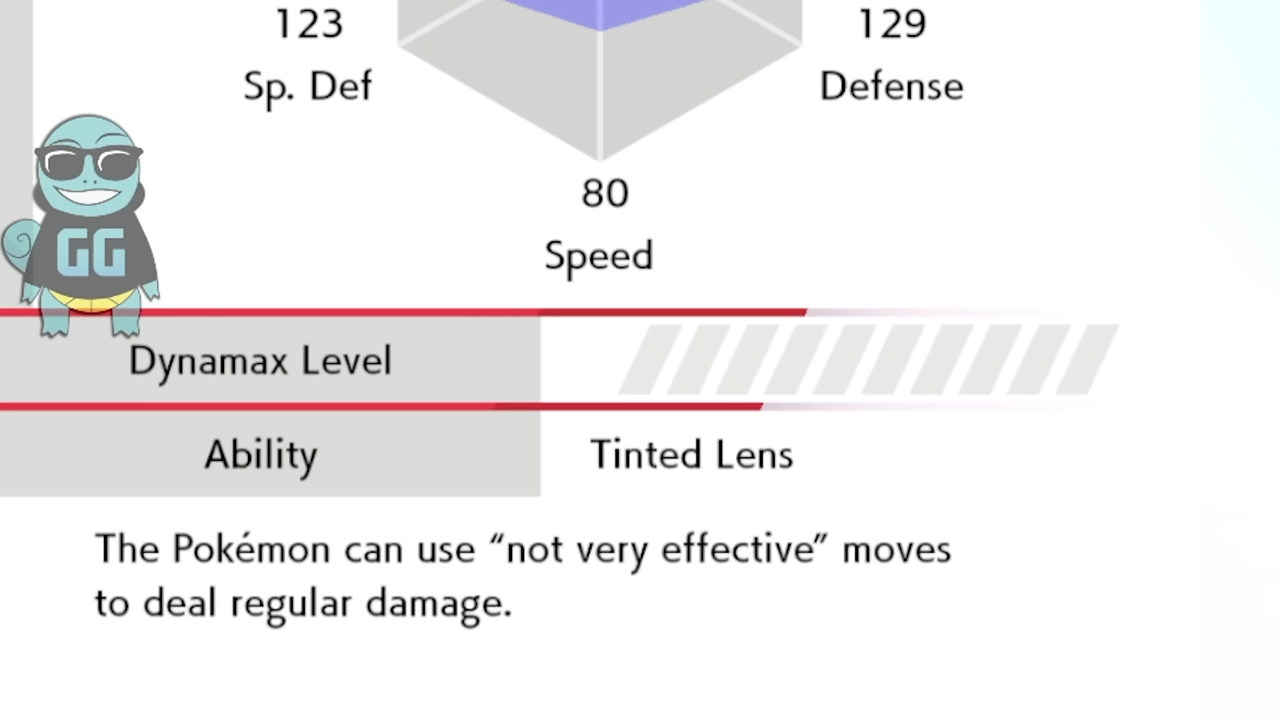 123
129
Sp. Def
Defense
80
Speed
GG
Dynamax Level
Ability
Tinted Lens
The Pokémon can use “not very effective” moves
to deal regular damage.